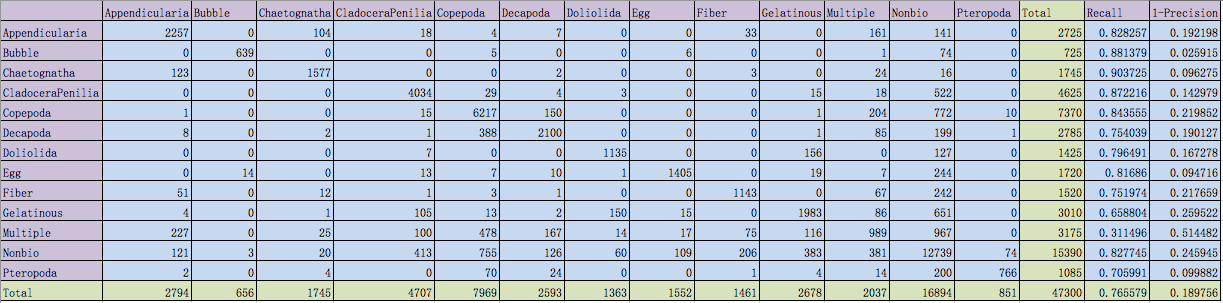 Appendicularia Bubble Chaetognatha CladoceraPenilia Copepoda Decapoda Doliolida Egg Fiber Gelatinous Multiple Nonbio Pteropoda Total Recall 1-Precision
Appendicularia 2257 0 104 18 4 7 0 0 33 0 161 141 0 2725 0.828257 0.192198
Bubble 0 639 0 0 5 0 0 6 0 0 1 74 0 725 0.881379 0.025915
Chaetognatha 123 0 1577 0 0 2 0 0 3 0 24 16 0 1745 0.903725 0.096275
CladoceraPenilia 0 0 0 4034 29 4 3 0 0 15 18 522 0 4625 0.872216 0.142979
Copepoda 1 0 0 15 6217 150 0 0 0 1 204 772 10 7370 0.843555 0.219852
Decapoda 8 0 2 1 388 2100 0 0 0 1 85 199 1 2785 0.754039 0.190127
Doliolida 0 0 0 7 0 0 1135 0 0 156 0 127 0 1425 0.796491 0.167278
Egg 0 14 0 13 7 10 1 1405 0 19 7 244 0 1720 0.81686 0.094716
Fiber 51 0 12 1 3 1 0 0 1143 0 67 242 0 1520 0.751974 0.217659
Gelatinous 4 0 1 105 13 2 150 15 0 1983 86 651 0 3010 0.658804 0.259522
Multiple 227 0 25 100 478 167 14 17 75 116 989 967 0 3175 0.311496 0.514482
Nonbio 121 3 20 413 755 126 60 109 206 383 381 12739 74 15390 0.827745 0.245945
Pteropoda 2 0 4 0 70 24 0 0 1 4 14 200 766 1085 0.705991 0.099882
Total 2794 656 1745 4707 7969 2593 1363 1552 1461 2678 2037 16894 851 47300 0.765579 0.189756